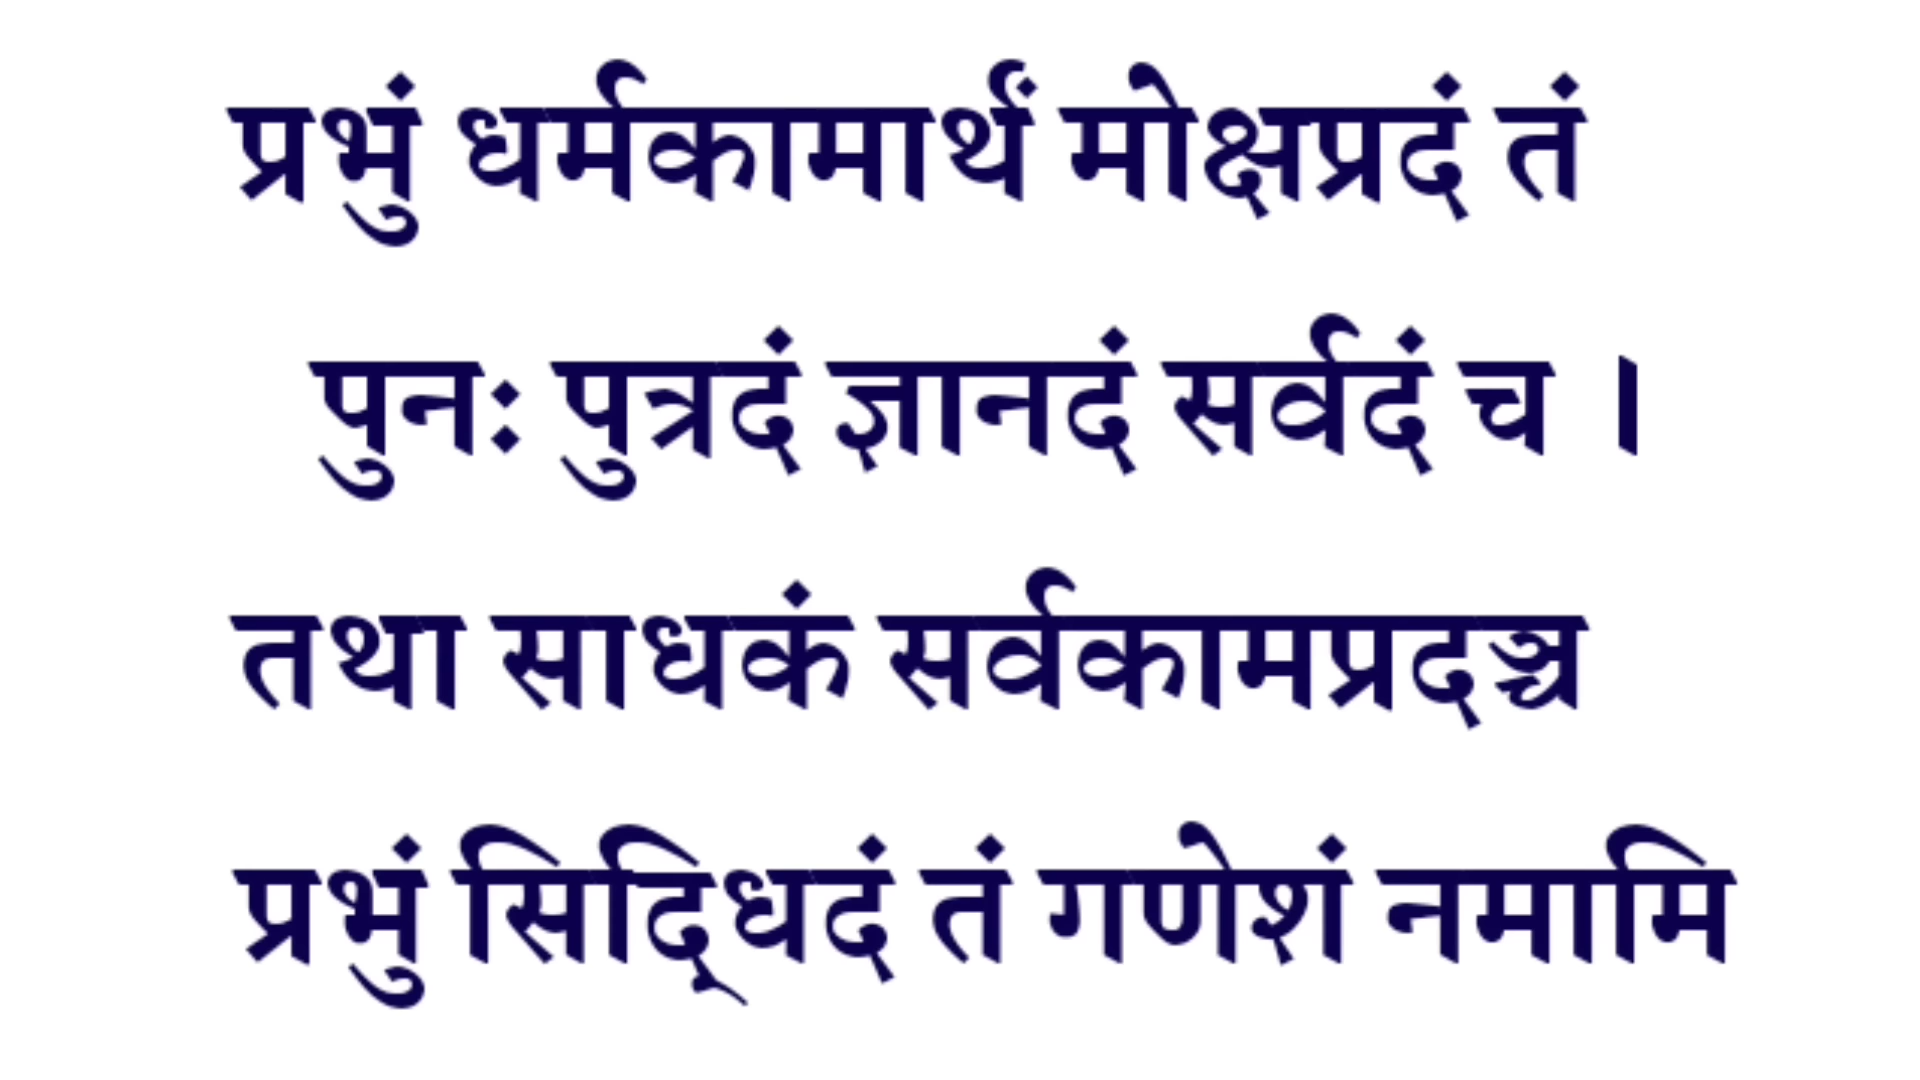 प्रभुं धर्मकामार्थं मोक्षप्रदं तं
पुनः पुत्रदं ज्ञानदं सर्वदं च ।
तथा साधकं सर्वकामप्रदञ्च
प्रभुं सिद्धिदं तं गणेशं नमामि